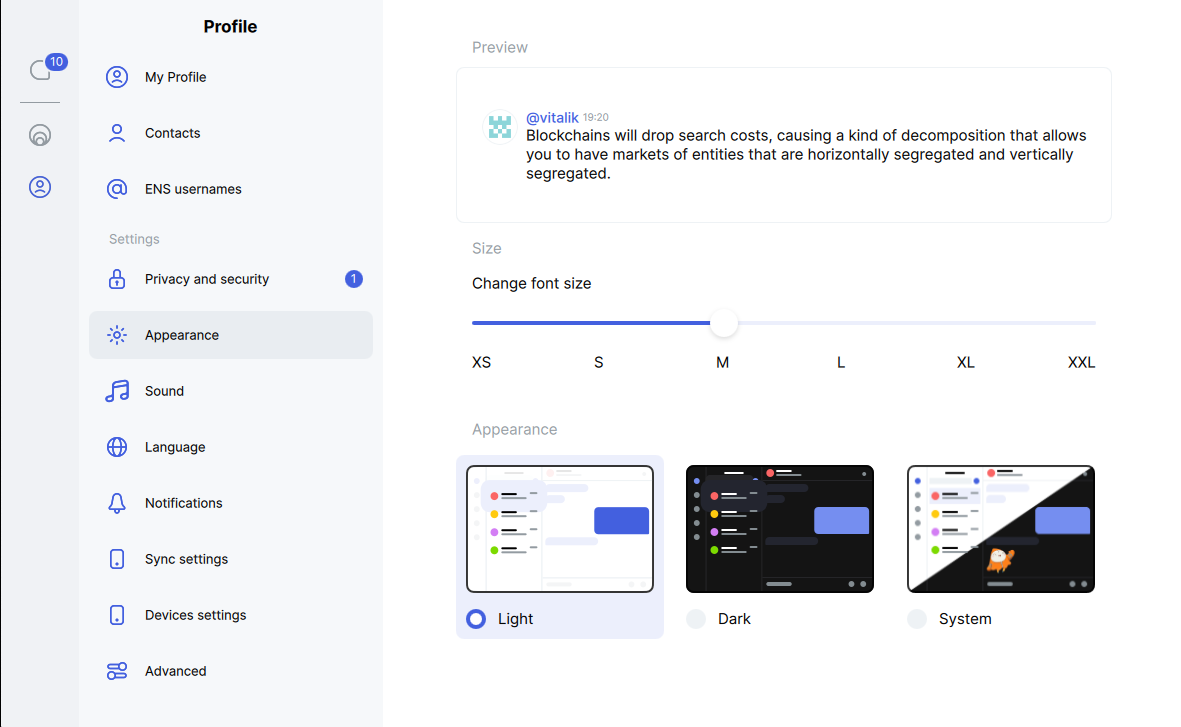 10
Profile
My Profile
Contacts
ENS usernames
Settings
Privacy and security
1
Appearance
Sound
Language
Notifications
Sync settings
Devices settings
Advanced
Preview
@vitalik 19:20
Blockchains will drop search costs, causing a kind of decomposition that allows
you to have markets of entities that are horizontally segregated and vertically
segregated.
Size
Change font size
XS S M L XL XXL
Appearance
Light
Dark
System